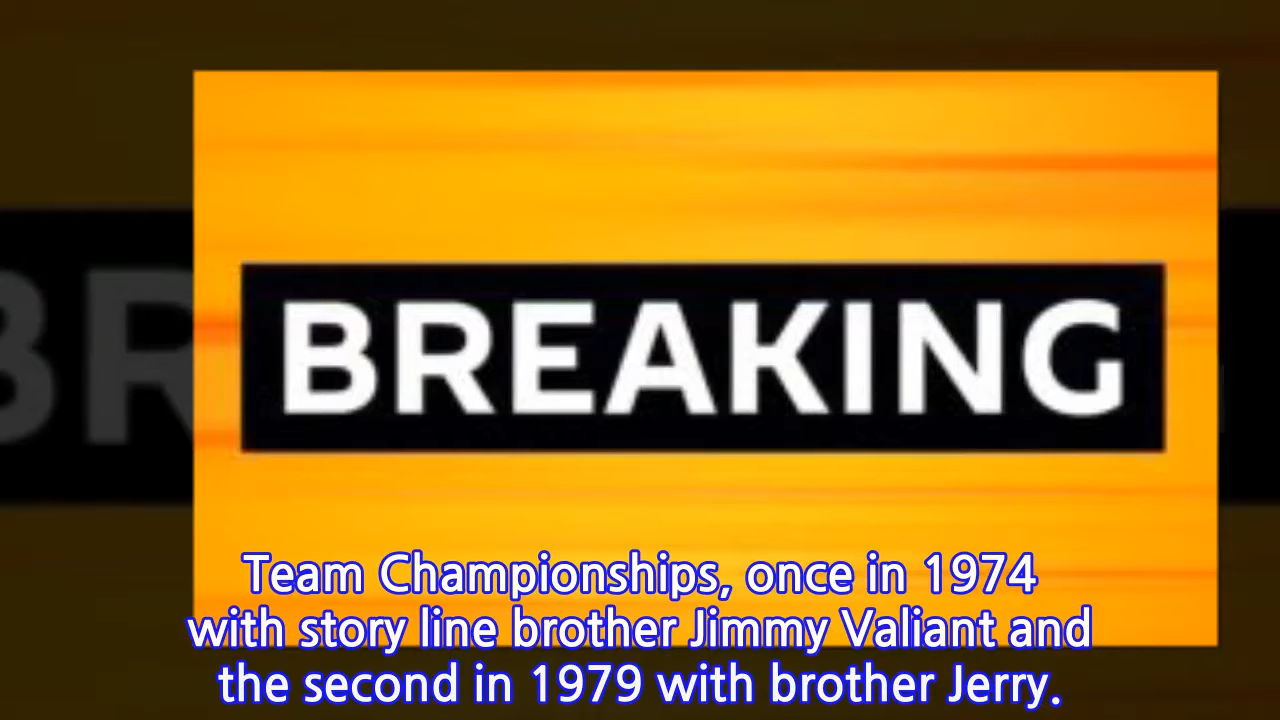 BREAKING
Team Championships, once in 1974
with story line brother Jimmy Valiant and
the second in 1979 with brother Jerry.